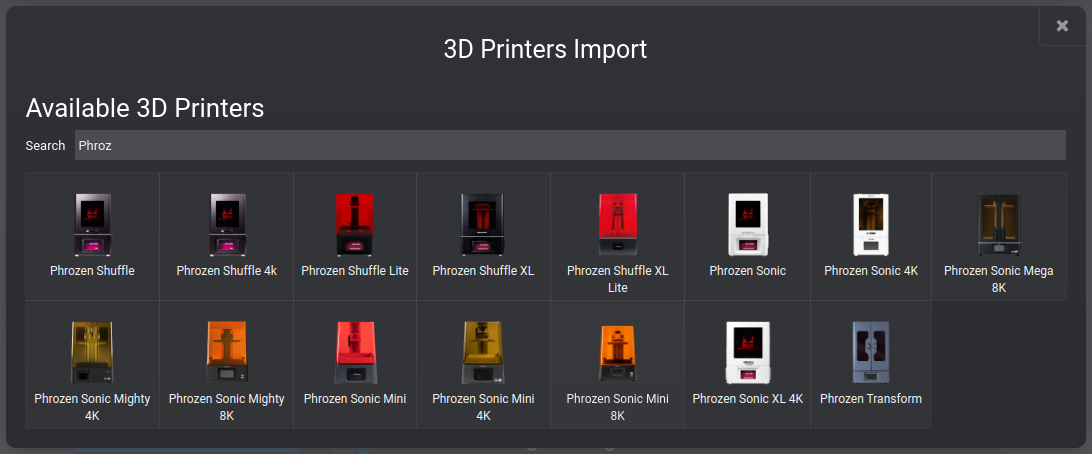 3D Printers Import
Available 3D Printers
Search Phroz
Phrozen Shuffle
Phrozen Shuffle 4k
Phrozen Shuffle Lite
Phrozen Shuffle XL
Phrozen Shuffle XL
Lite
Phrozen Sonic
Phrozen Sonic 4K
Phrozen Sonic Mega
8K
Phrozen Sonic Mighty
4K
Phrozen Sonic Mighty
8K
Phrozen Sonic Mini
Phrozen Sonic Mini
4K
Phrozen Sonic Mini
8K
Phrozen Sonic XL 4K
Phrozen Transform